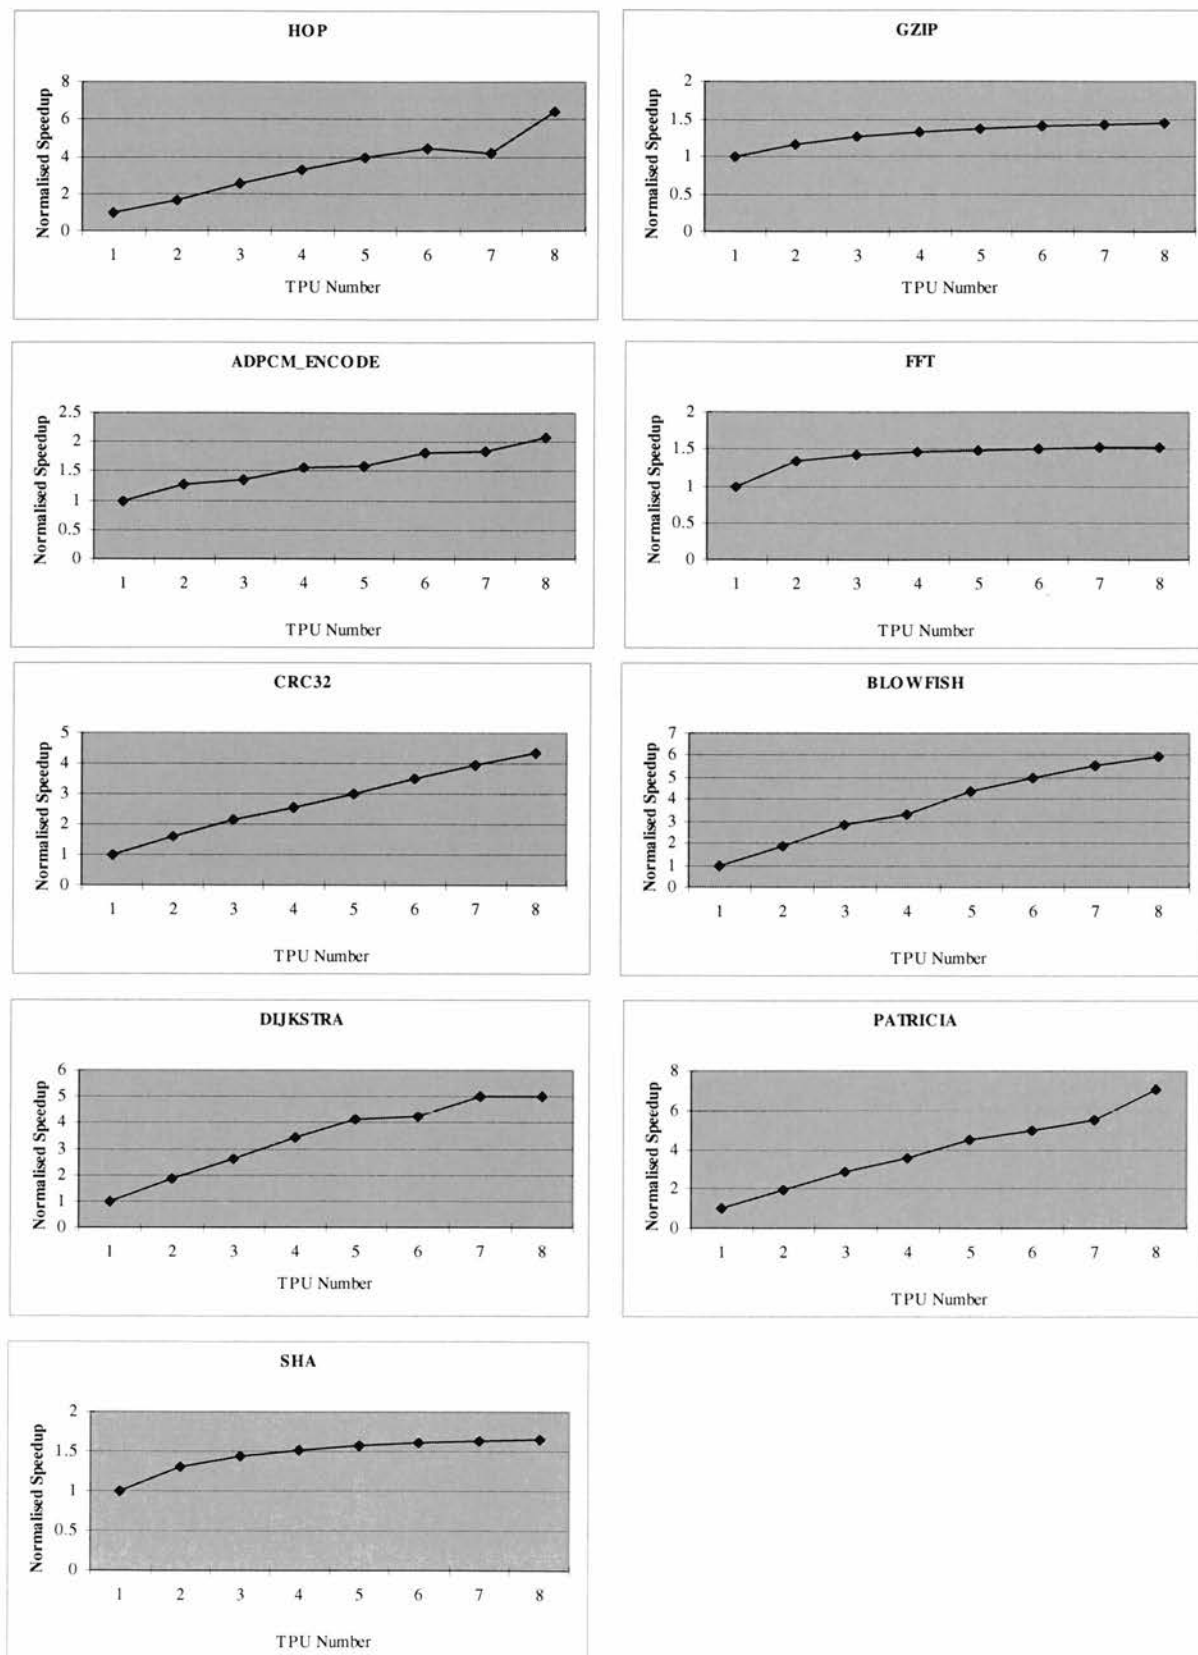 HOP
Normalised Speedup
8
6
4
2
0
1 2 3 4 5 6 7 8
TPU Number
GZIP
Normalised Speedup
2
1.5
1
0.5
0
1 2 3 4 5 6 7 8
TPU Number
ADPCM_ENCODE
Normalised Speedup
2.5
2
1.5
1
0.5
0
1 2 3 4 5 6 7 8
TPU Number
FFT
Normalised Speedup
2
1.5
1
0.5
0
1 2 3 4 5 6 7 8
TPU Number
CRC32
Normalised Speedup
5
4
3
2
1
0
1 2 3 4 5 6 7 8
TPU Number
BLOWFISH
Normalised Speedup
7
6
5
4
3
2
1
0
1 2 3 4 5 6 7 8
TPU Number
DIJKSTRA
Normalised Speedup
6
5
4
3
2
1
0
1 2 3 4 5 6 7 8
TPU Number
PATRICIA
Normalised Speedup
8
6
4
2
0
1 2 3 4 5 6 7 8
TPU Number
SHA
Normalised Speedup
2
1.5
1
0.5
0
1 2 3 4 5 6 7 8
TPU Number